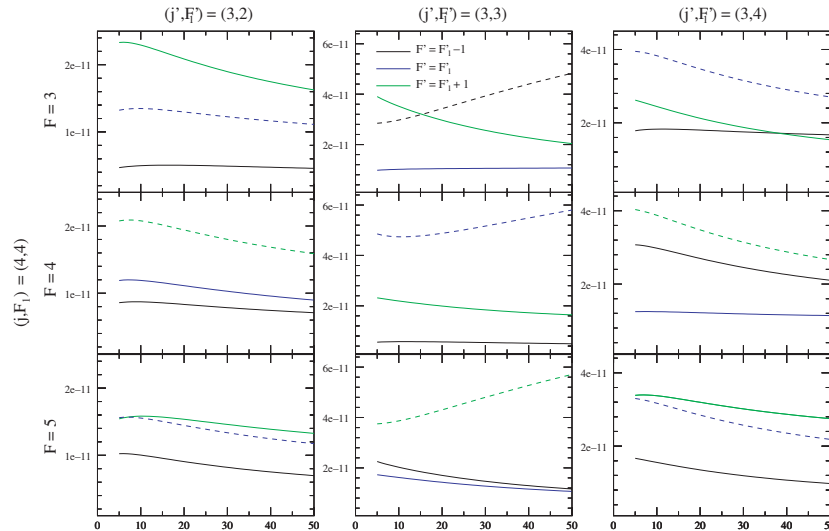 (j',F₁') = (3,2) (j',F₁') = (3,3) (j',F₁') = (3,4)
F' = F'₁−1
F' = F'₁
F' = F'₁+1
2e−11
1e−11
6e−11
4e−11
2e−11
4e−11
2e−11
F = 3
2e−11
1e−11
6e−11
4e−11
2e−11
4e−11
2e−11
(j,F₁) = (4,4)
F = 4
2e−11
1e−11
6e−11
4e−11
2e−11
4e−11
2e−11
F = 5
0 10 20 30 40 50 0 10 20 30 40 50 0 10 20 30 40 50